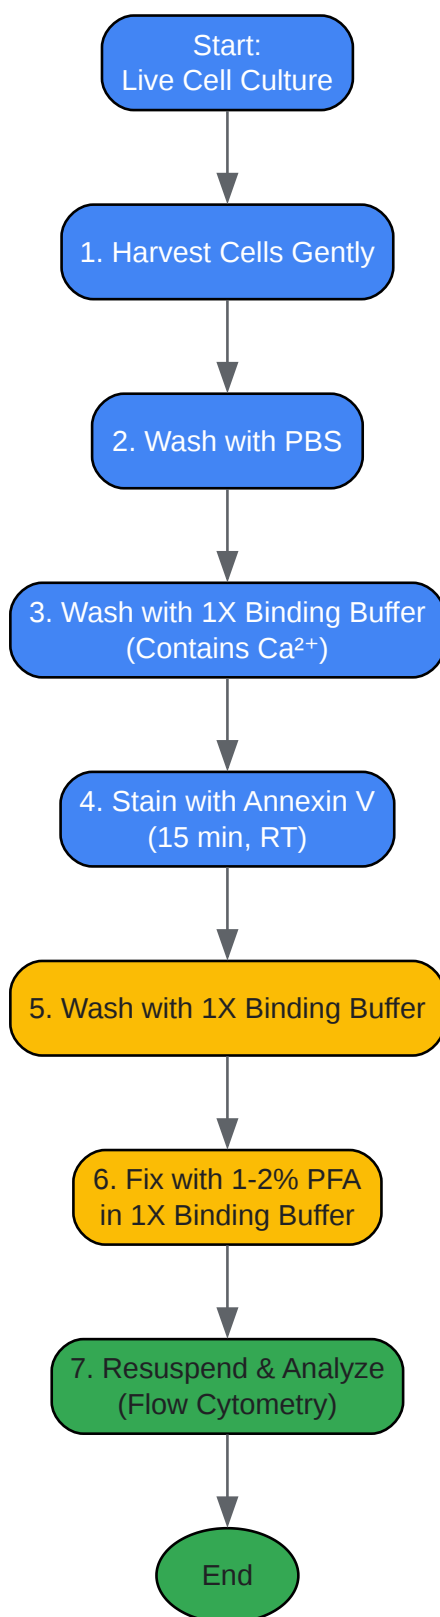 Start:
Live Cell Culture
1. Harvest Cells Gently
2. Wash with PBS
3. Wash with 1X Binding Buffer
(Contains Ca²⁺)
4. Stain with Annexin V
(15 min, RT)
5. Wash with 1X Binding Buffer
6. Fix with 1-2% PFA
in 1X Binding Buffer
7. Resuspend & Analyze
(Flow Cytometry)
End